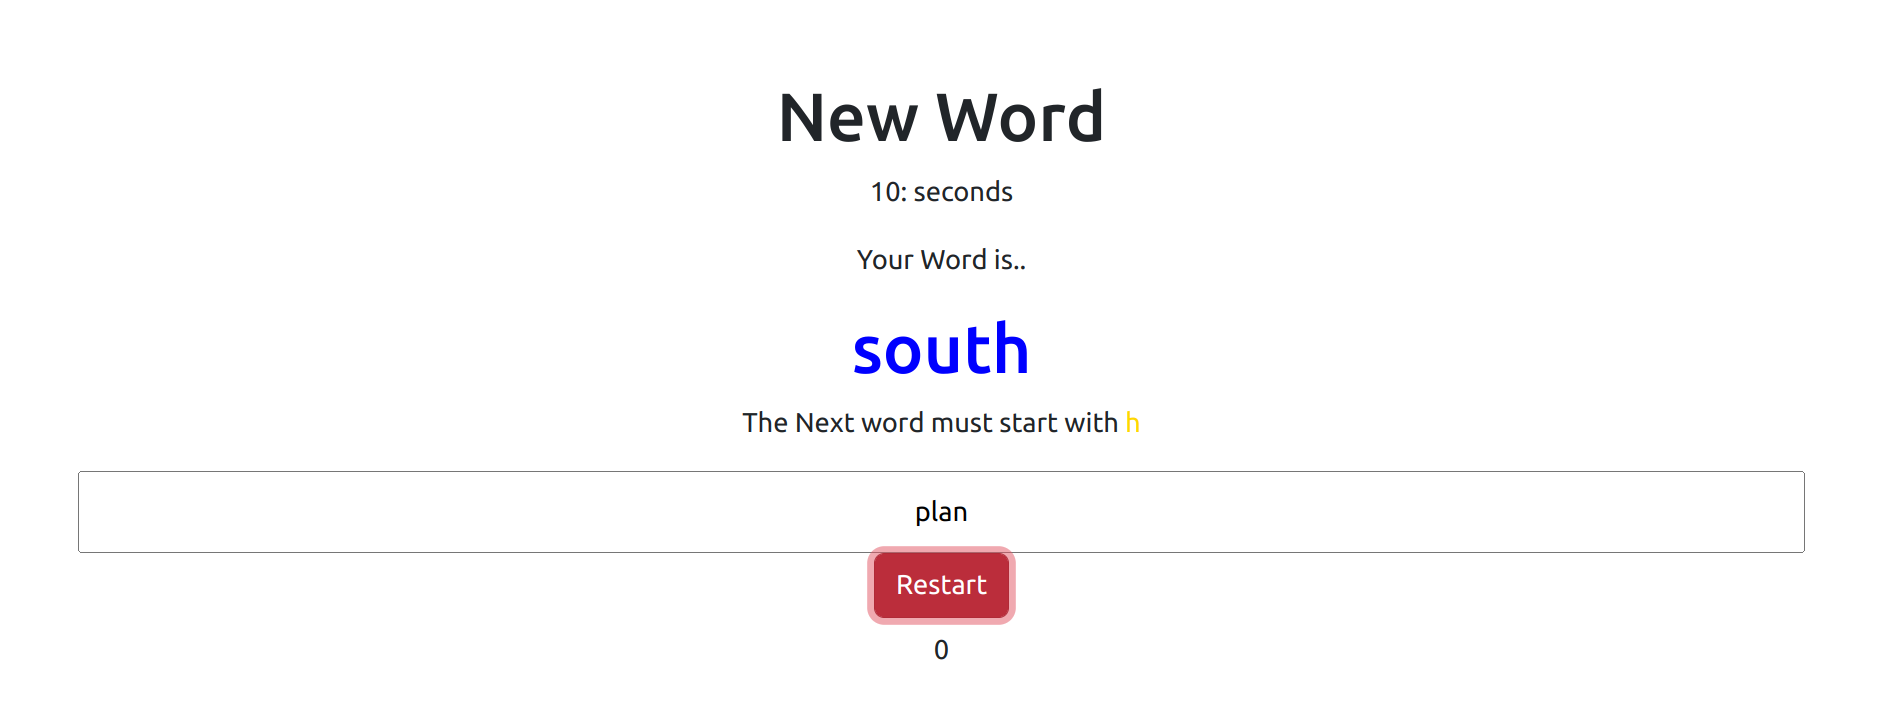 New Word
10: seconds
Your Word is..
south
The Next word must start with h
plan
Restart
0